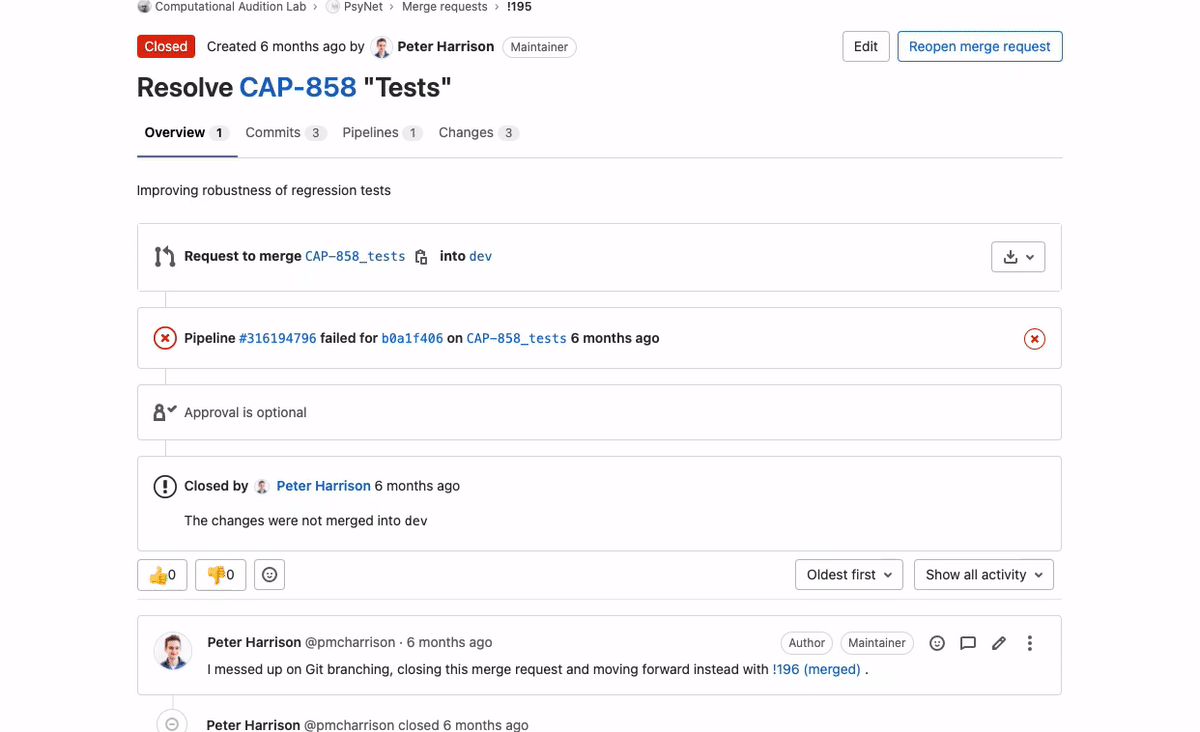 Computational Audition Lab › PsyNet › Merge requests › !195
Closed Created 6 months ago by Peter Harrison Maintainer Edit Reopen merge request
Resolve CAP-858 "Tests"
Overview 1 Commits 3 Pipelines 1 Changes 3
Improving robustness of regression tests
Request to merge CAP-858_tests into dev
Pipeline #316194796 failed for b0a1f406 on CAP-858_tests 6 months ago
Approval is optional
Closed by Peter Harrison 6 months ago
The changes were not merged into dev
0 0 Oldest first Show all activity
Peter Harrison @pmcharrison · 6 months ago Author Maintainer
I messed up on Git branching, closing this merge request and moving forward instead with !196 (merged) .
Peter Harrison @pmcharrison closed 6 months ago